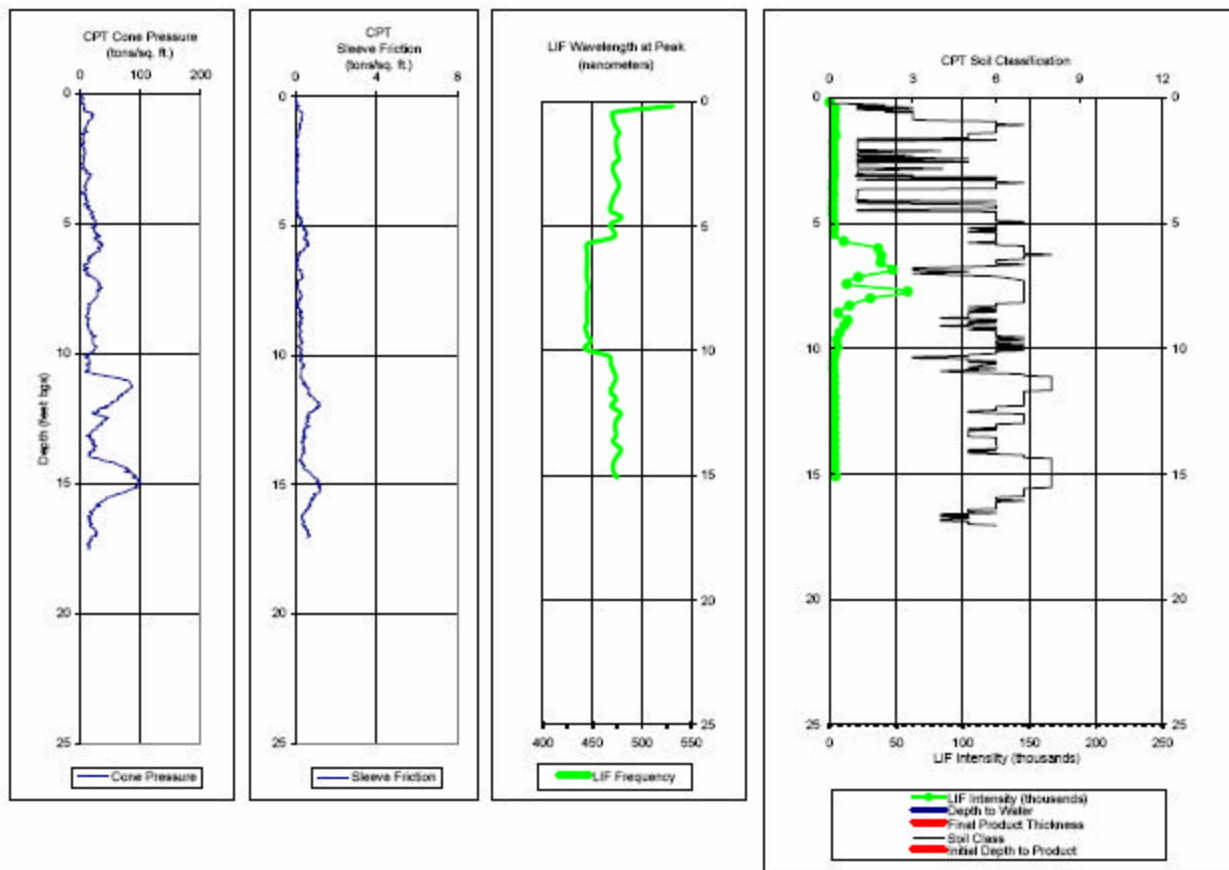 CPT Cone Pressure
(tons/sq. ft.)
0 100 200
0
5
10
15
20
25
Depth (feet bgs)
Cone Pressure
CPT
Sleeve Friction
(tons/sq. ft.)
0 4 8
0
5
10
15
20
25
Sleeve Friction
LIF Wavelength at Peak
(nanometers)
0
5
10
15
20
25
400 450 500 550
LIF Frequency
CPT Soil Classification
0 3 6 9 12
0 0
5 5
10 10
15 15
20 20
25 25
0 50 100 150 200 250
LIF Intensility (thousands)
LIF Intensity (thousands)
Depth to Water
Final Product Thickness
Soil Class
Initial Depth to Product